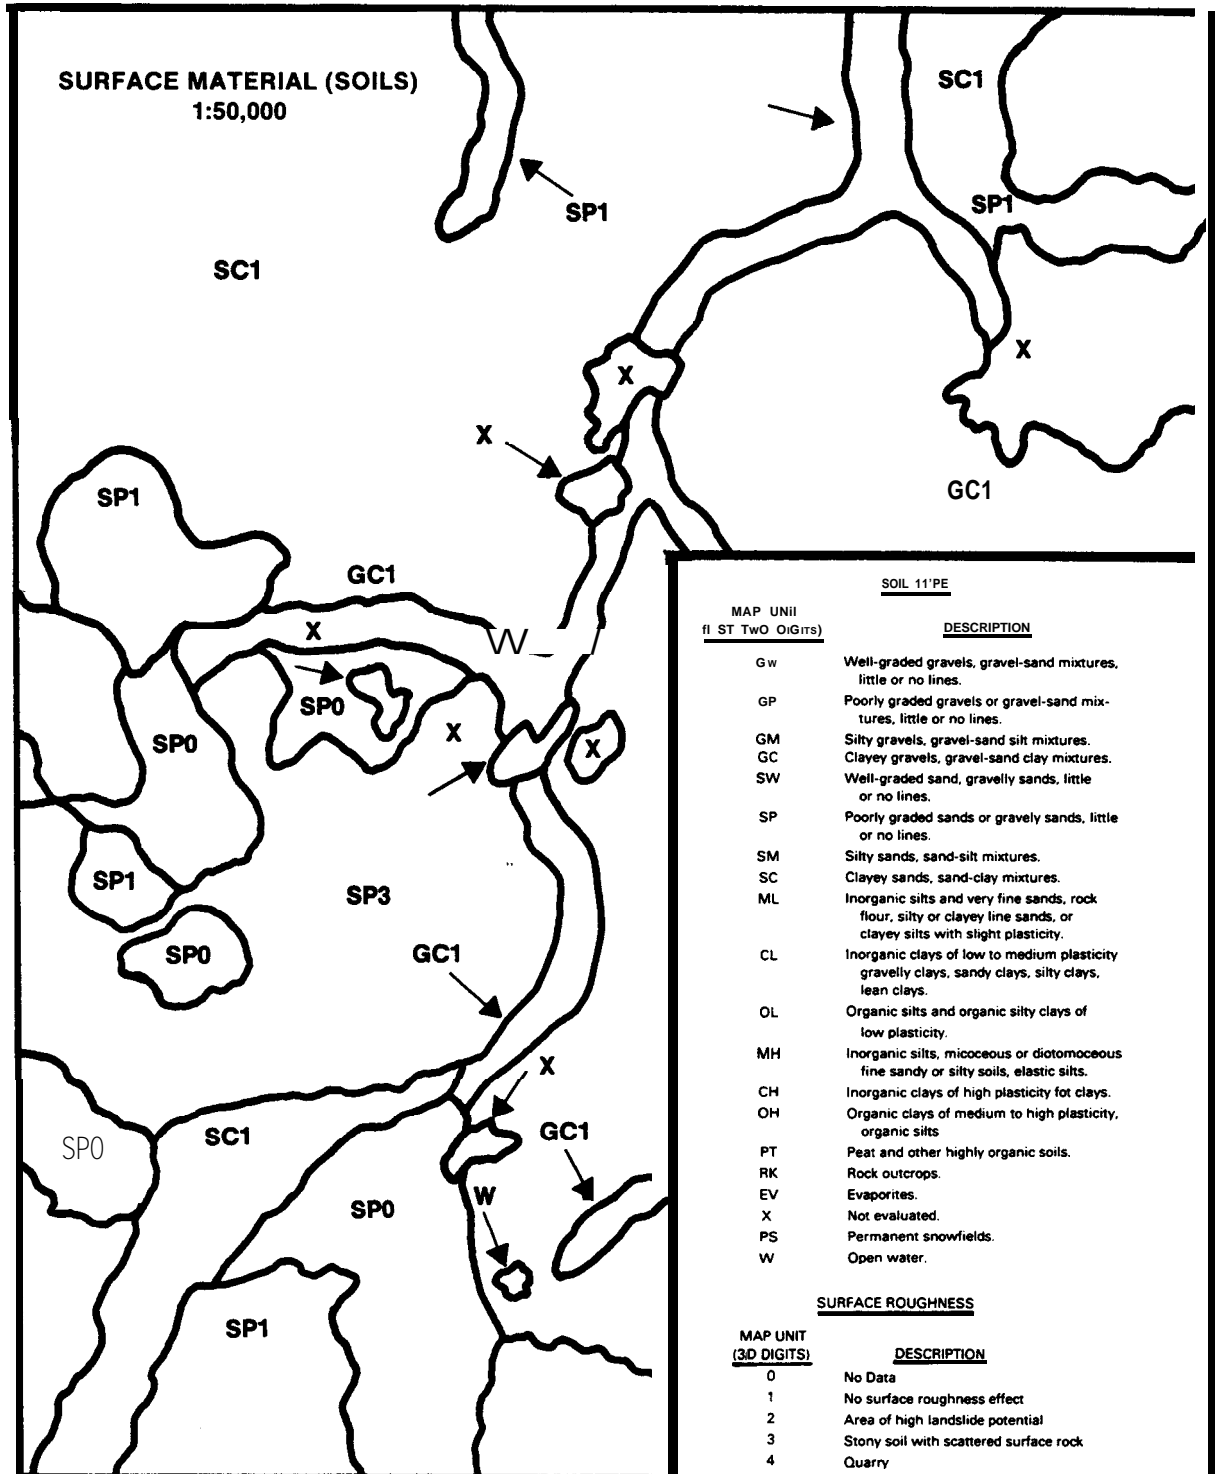 SURFACE MATERIAL (SOILS)
1:50,000
SC1
SP1
SP1
SC1
X
X
X
GC1
SP1
GC1
X
W
SP0
SP0
X
X
SP1
SP3
SP0
GC1
X
SP0
SC1
GC1
W
SP0
SP1
SOIL 11'PE
MAP UNil
fl ST TwO OiGITS) DESCRIPTION
Gw Well-graded gravels, gravel-sand mixtures,
little or no lines.
GP Poorly graded gravels or gravel-sand mix-
tures, little or no lines.
GM Silty gravels, gravel-sand silt mixtures.
GC Clayey gravels, gravel-sand clay mixtures.
SW Well-graded sand, gravelly sands, little
or no lines.
SP Poorly graded sands or gravely sands, little
or no lines.
SM Silty sands, sand-silt mixtures.
SC Clayey sands, sand-clay mixtures.
ML Inorganic silts and very fine sands, rock
flour, silty or clayey line sands, or
clayey silts with slight plasticity.
CL Inorganic clays of low to medium plasticity
gravelly clays, sandy clays, silty clays,
lean clays.
OL Organic silts and organic silty clays of
low plasticity.
MH Inorganic silts, micoceous or diotomoceous
fine sandy or silty soils, elastic silts.
CH Inorganic clays of high plasticity fot clays.
OH Organic clays of medium to high plasticity,
organic silts
PT Peat and other highly organic soils.
RK Rock outcrops.
EV Evaporites.
X Not evaluated.
PS Permanent snowfields.
W Open water.
SURFACE ROUGHNESS
MAP UNIT
(3D DIGITS) DESCRIPTION
0 No Data
1 No surface roughness effect
2 Area of high landslide potential
3 Stony soil with scattered surface rock
4 Quarry